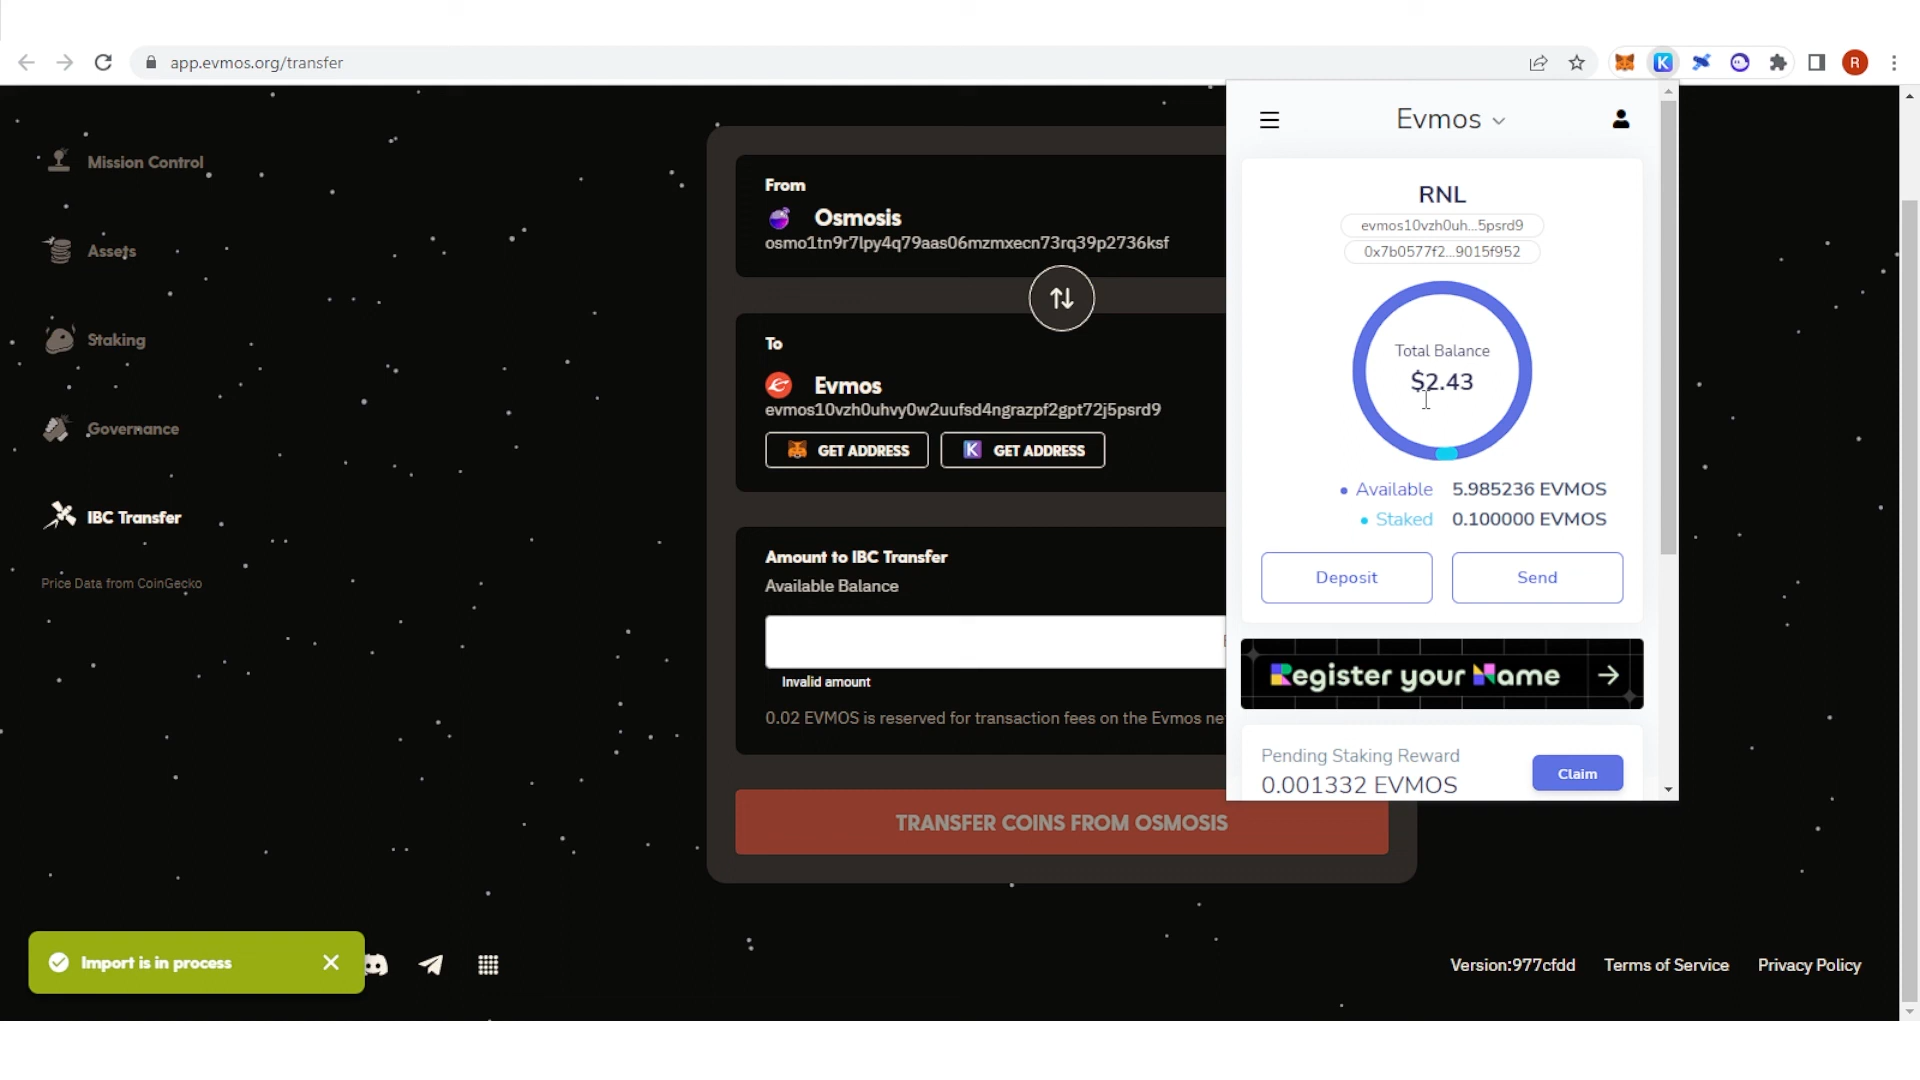 app.evmos.org/transfer
R
Mission Control
Assets
Staking
Governance
IBC Transfer
Price Data from CoinGecko
From
Osmosis
osmo1tn9r7lpy4q79aas06mzmxecn73rq39p2736ksf
To
Evmos
evmos10vzh0uhvy0w2uufsd4ngrazpf2gpt72j5psrd9
GET ADDRESS
K GET ADDRESS
Amount to IBC Transfer
Available Balance
Invalid amount
0.02 EVMOS is reserved for transaction fees on the Evmos ne
TRANSFER COINS FROM OSMOSIS
Evmos
RNL
evmos10vzh0uh...5psrd9
0x7b0577f2...9015f952
Total Balance
$2.43
Available 5.985236 EVMOS
Staked 0.100000 EVMOS
Deposit
Send
Register your Name
Pending Staking Reward
0.001332 EVMOS
Claim
Import is in process
Version:977cfdd
Terms of Service
Privacy Policy